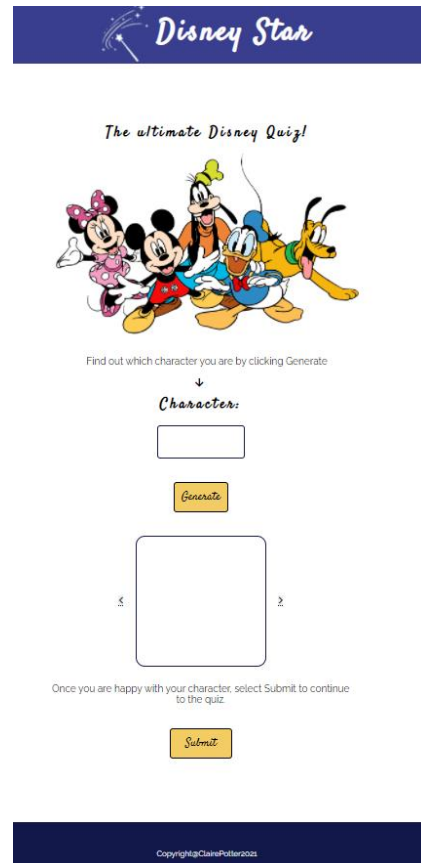 Disney Star
The ultimate Disney Quiz!
Find out which character you are by clicking Generate
↓
Character:
Generate
< >
Once you are happy with your character, select Submit to continue
to the quiz.
Submit
Copyright@ClairePotter2021